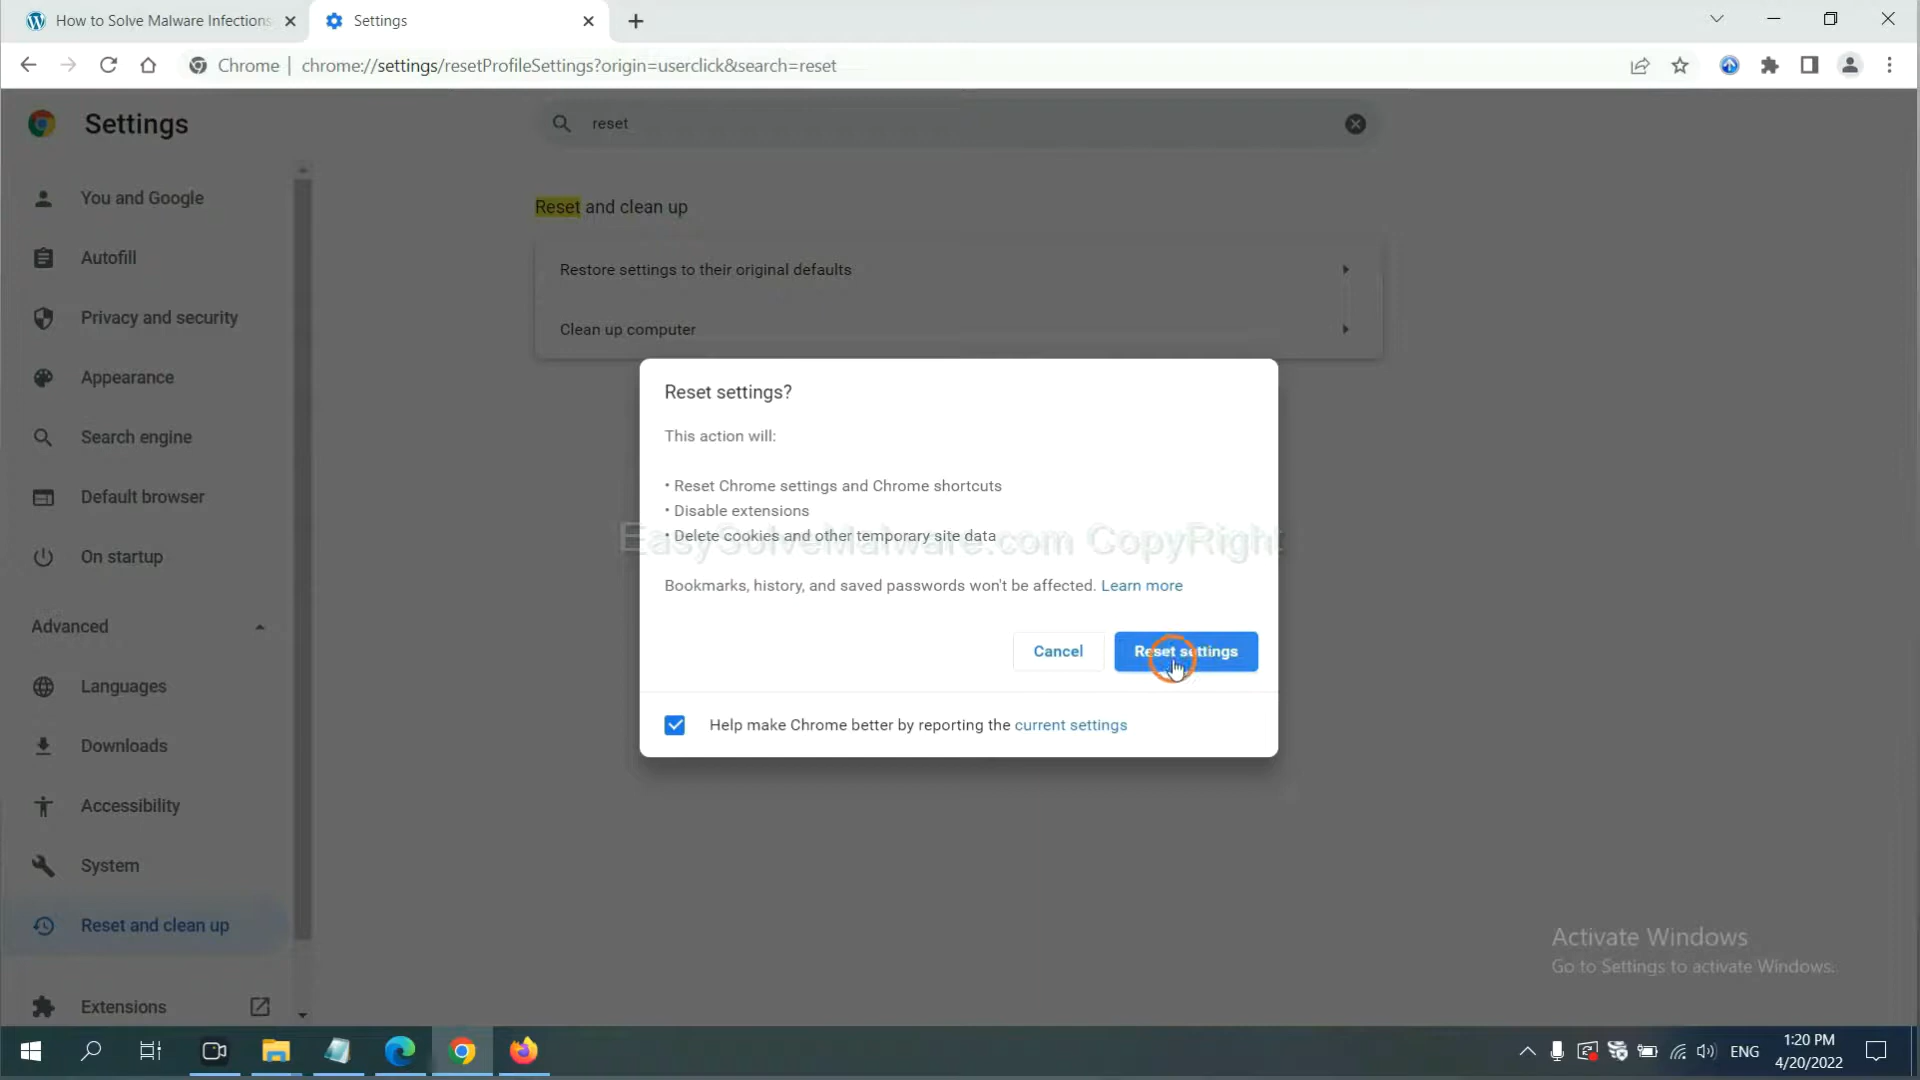 How to Solve Malware Infections
Settings
Chrome | chrome://settings/resetProfileSettings?origin=userclick&search=reset
Settings
reset
You and Google
Autofill
Privacy and security
Appearance
Search engine
Default browser
On startup
Advanced
Languages
Downloads
Accessibility
System
Reset and clean up
Extensions
Reset and clean up
Restore settings to their original defaults
Clean up computer
Reset settings?
This action will:
• Reset Chrome settings and Chrome shortcuts
• Disable extensions
• Delete cookies and other temporary site data
EasySolveMalware.com CopyRight
Bookmarks, history, and saved passwords won't be affected. Learn more
Cancel
Reset settings
Help make Chrome better by reporting the current settings
Activate Windows
Go to Settings to activate Windows.
ENG
1:20 PM
4/20/2022